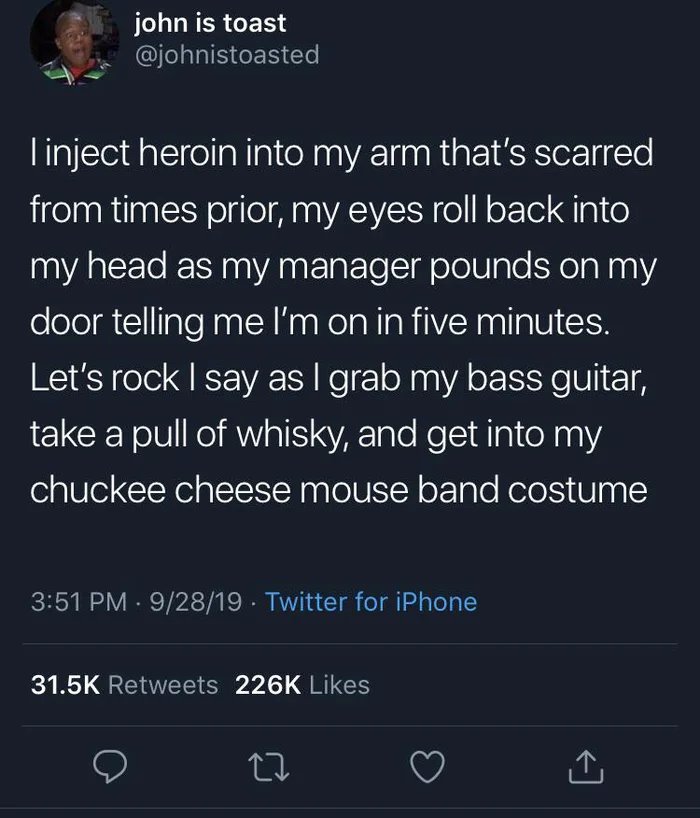 john is toast
@johnistoasted
I inject heroin into my arm that’s scarred
from times prior, my eyes roll back into
my head as my manager pounds on my
door telling me I’m on in five minutes.
Let’s rock I say as I grab my bass guitar,
take a pull of whisky, and get into my
chuckee cheese mouse band costume
3:51 PM · 9/28/19 · Twitter for iPhone
31.5K Retweets 226K Likes